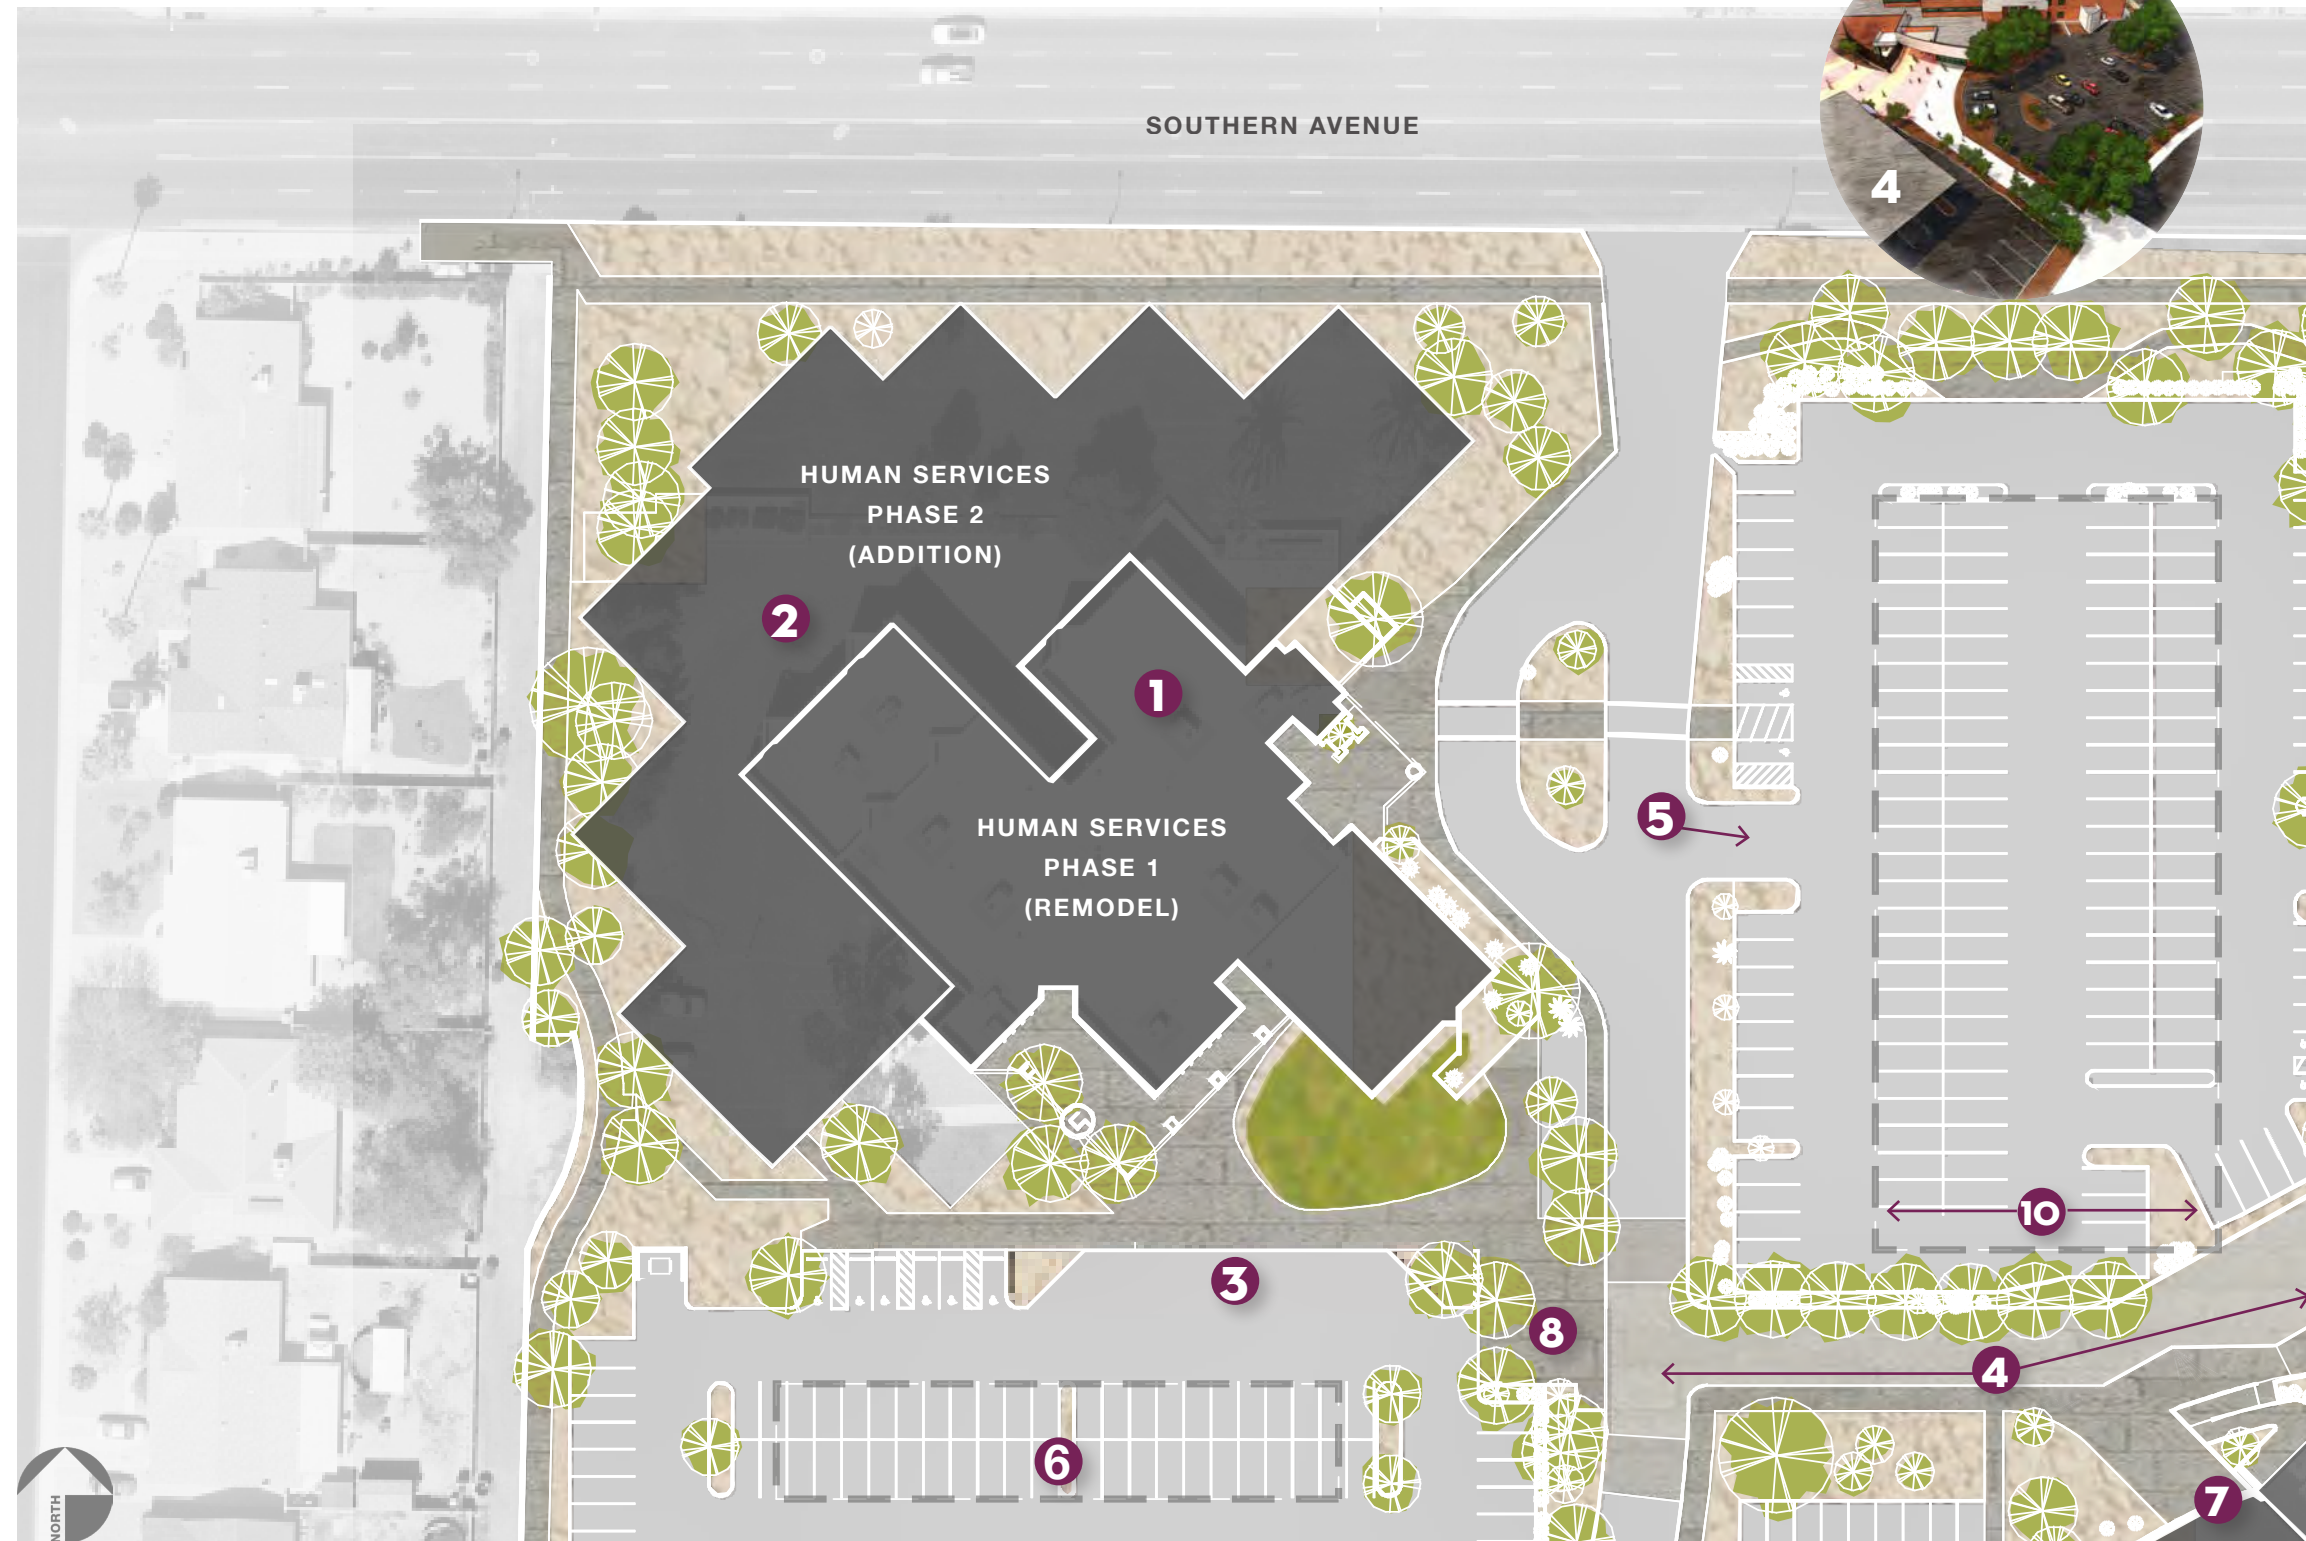 SOUTHERN AVENUE
4
HUMAN SERVICES
PHASE 2
(ADDITION)
2
1
5
HUMAN SERVICES
PHASE 1
(REMODEL)
10
3
8
4
6
7
NORTH